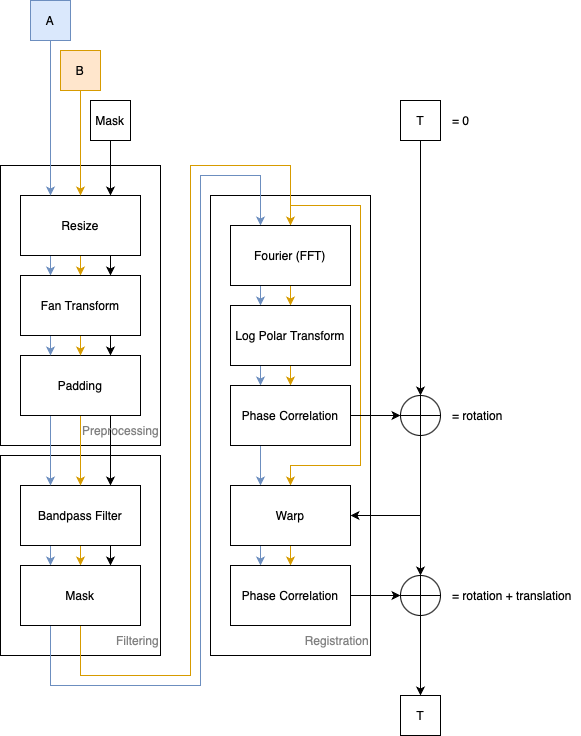 A
B
Mask
Resize
Fan Transform
Padding
Preprocessing
Bandpass Filter
Mask
Filtering
Fourier (FFT)
Log Polar Transform
Phase Correlation
Warp
Phase Correlation
Registration
T
= 0
= rotation
= rotation + translation
T